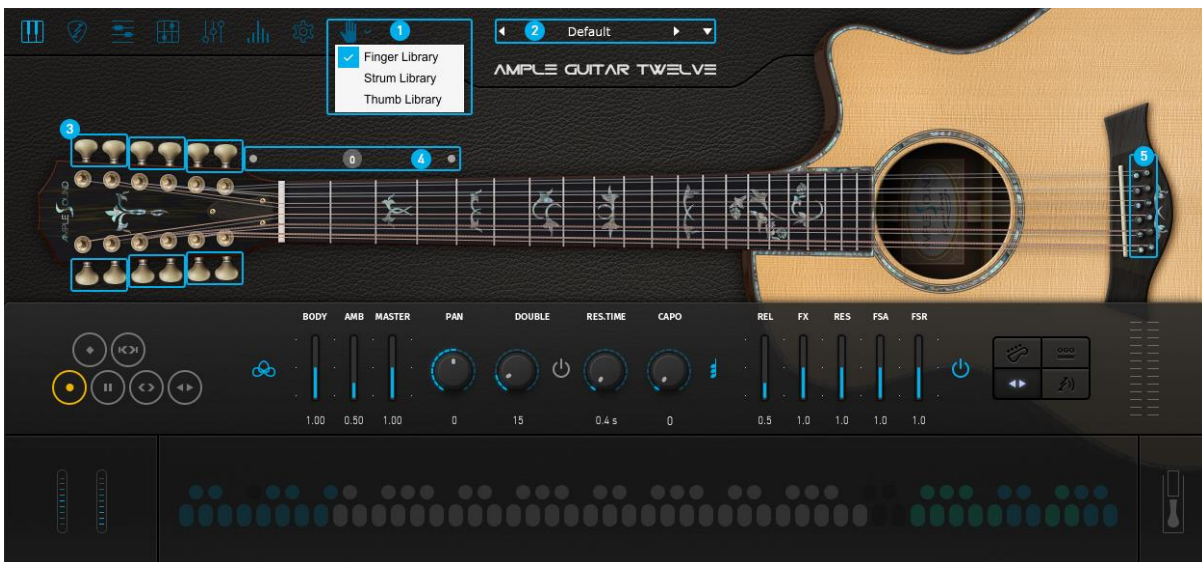 1
2
Default
Finger Library
Strum Library
Thumb Library
AMPLE GUITAR TWELVE
3
0
4
5
AMPLE SOUND
BODY AMB MASTER PAN DOUBLE RES.TIME CAPO REL FX RES FSA FSR
1.00 0.50 1.00 0 15 0.4 s 0 0.5 1.0 1.0 1.0 1.0